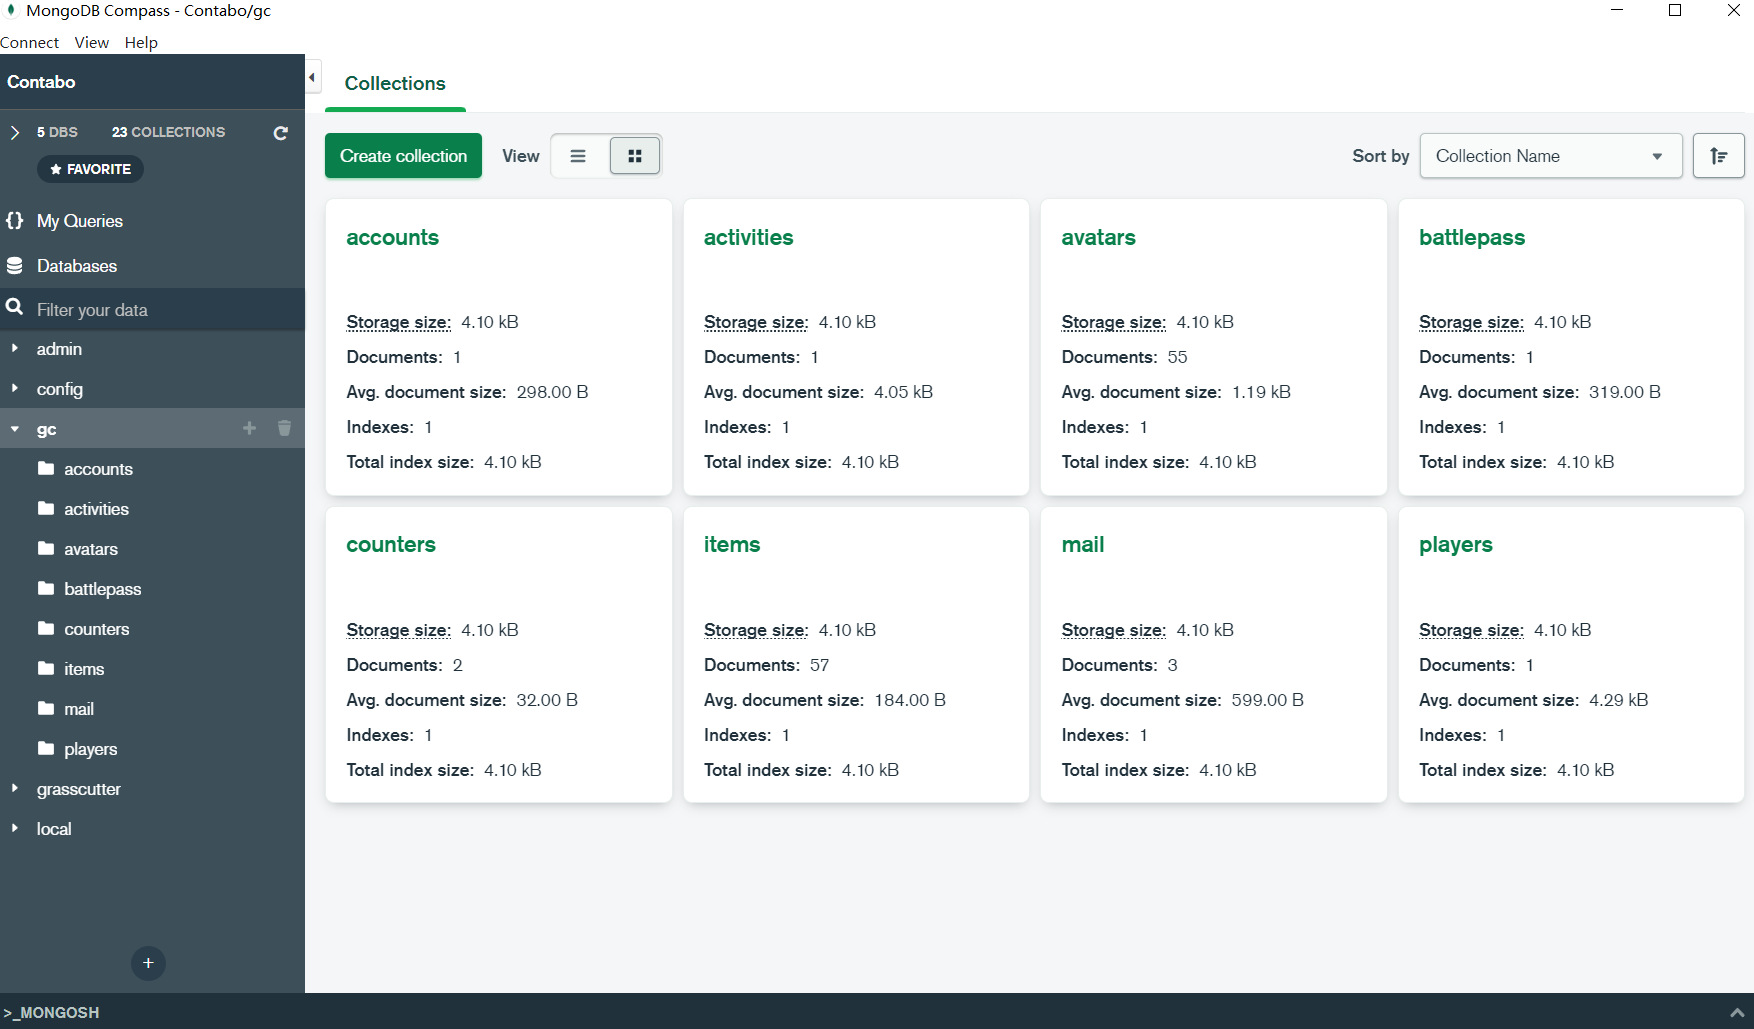 MongoDB Compass - Contabo/gc
Connect View Help
Contabo
5 DBS 23 COLLECTIONS
FAVORITE
{} My Queries
Databases
Filter your data
admin
config
gc
accounts
activities
avatars
battlepass
counters
items
mail
players
grasscutter
local
+
Collections
Create collection View Sort by Collection Name
accounts
Storage size: 4.10 kB
Documents: 1
Avg. document size: 298.00 B
Indexes: 1
Total index size: 4.10 kB
activities
Storage size: 4.10 kB
Documents: 1
Avg. document size: 4.05 kB
Indexes: 1
Total index size: 4.10 kB
avatars
Storage size: 4.10 kB
Documents: 55
Avg. document size: 1.19 kB
Indexes: 1
Total index size: 4.10 kB
battlepass
Storage size: 4.10 kB
Documents: 1
Avg. document size: 319.00 B
Indexes: 1
Total index size: 4.10 kB
counters
Storage size: 4.10 kB
Documents: 2
Avg. document size: 32.00 B
Indexes: 1
Total index size: 4.10 kB
items
Storage size: 4.10 kB
Documents: 57
Avg. document size: 184.00 B
Indexes: 1
Total index size: 4.10 kB
mail
Storage size: 4.10 kB
Documents: 3
Avg. document size: 599.00 B
Indexes: 1
Total index size: 4.10 kB
players
Storage size: 4.10 kB
Documents: 1
Avg. document size: 4.29 kB
Indexes: 1
Total index size: 4.10 kB
>_MONGOSH